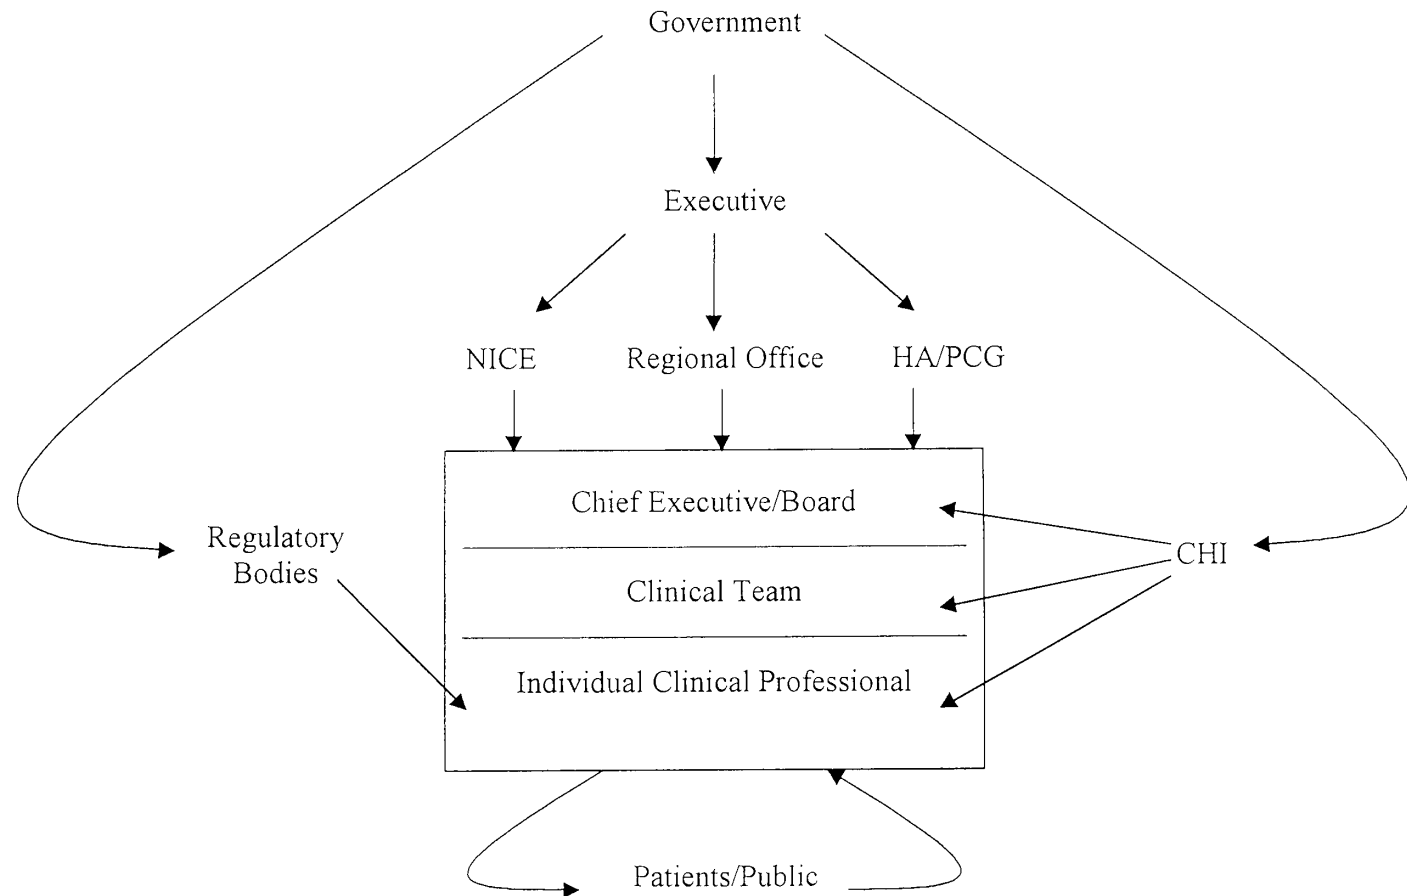 Government
Executive
NICE
Regional Office
HA/PCG
Chief Executive/Board
Regulatory
Bodies
CHI
Clinical Team
Individual Clinical Professional
Patients/Public